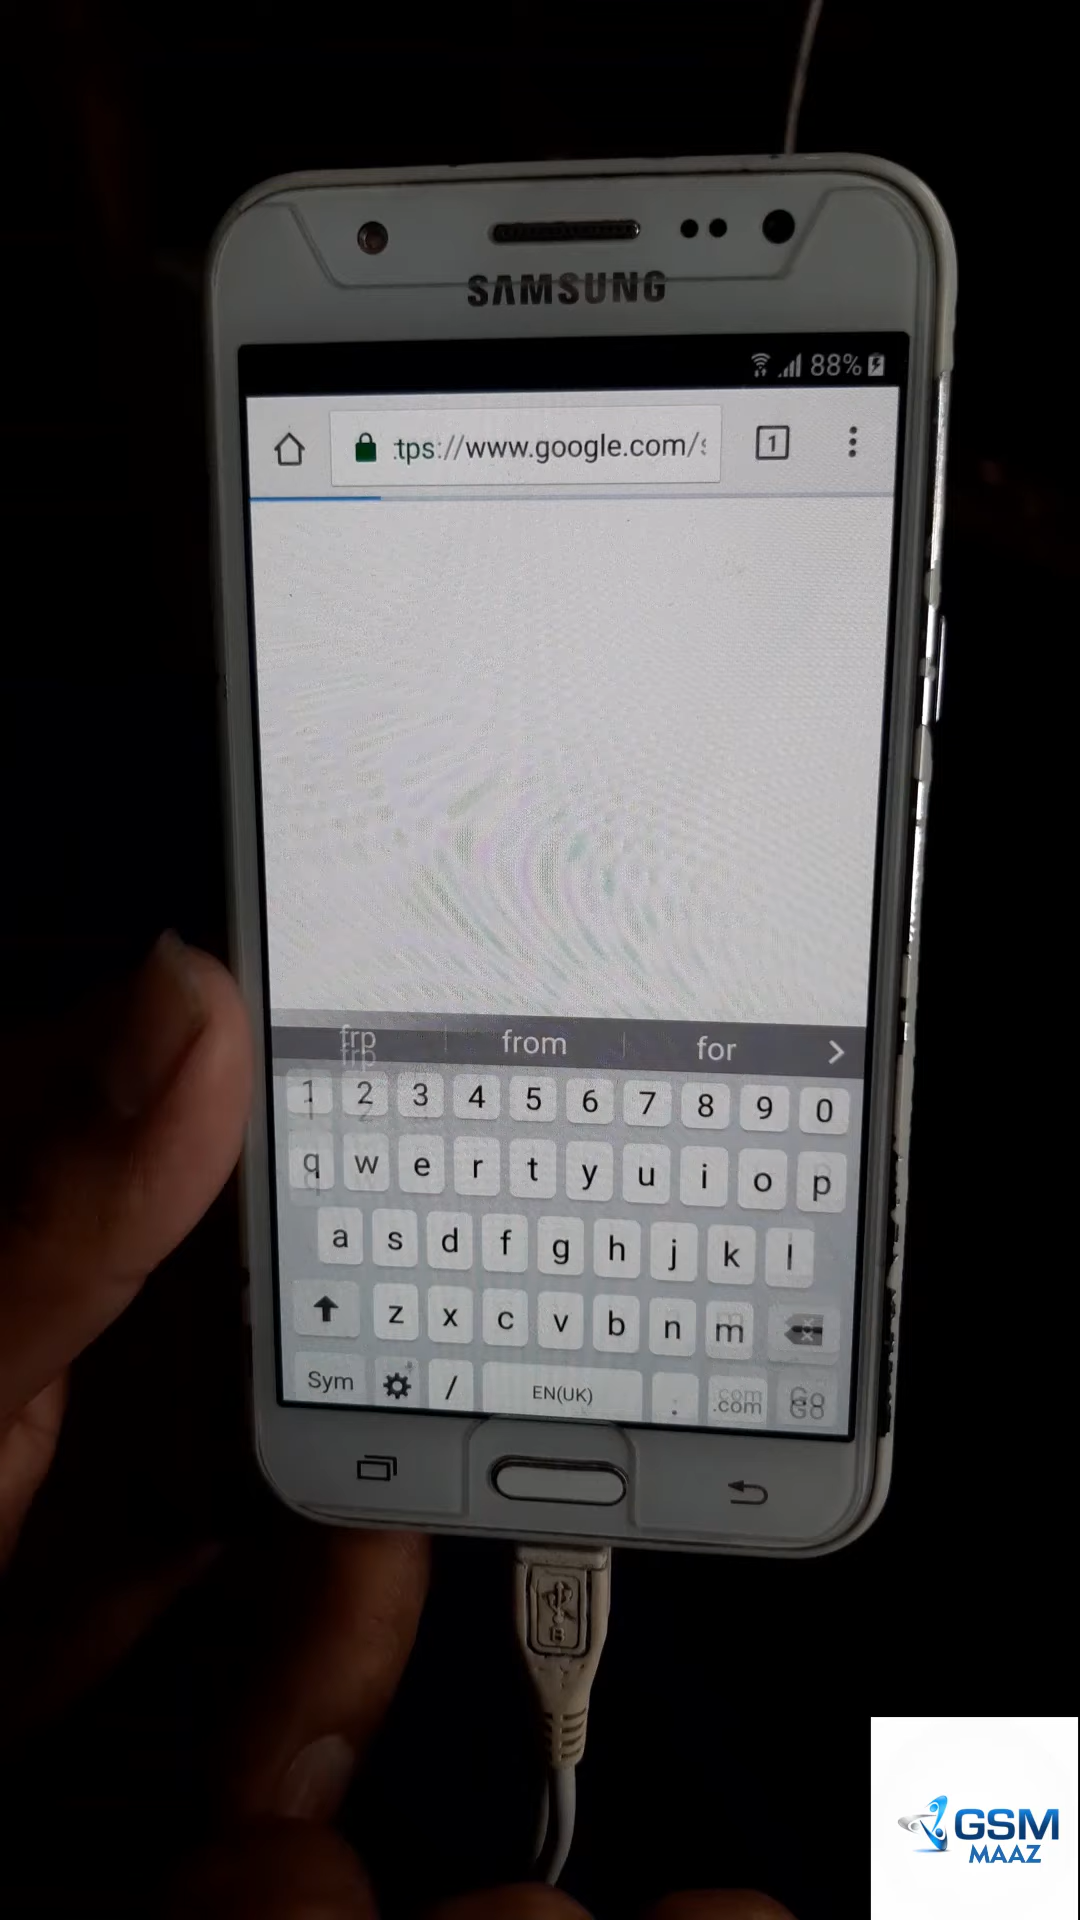 SAMSUNG
88%
.tps://www.google.com/s
1
frp from for
1 2 3 4 5 6 7 8 9 0
q w e r t y u i o p
a s d f g h j k l
z x c v b n m
Sym / EN(UK) . .com Go
GSM
MAAZ